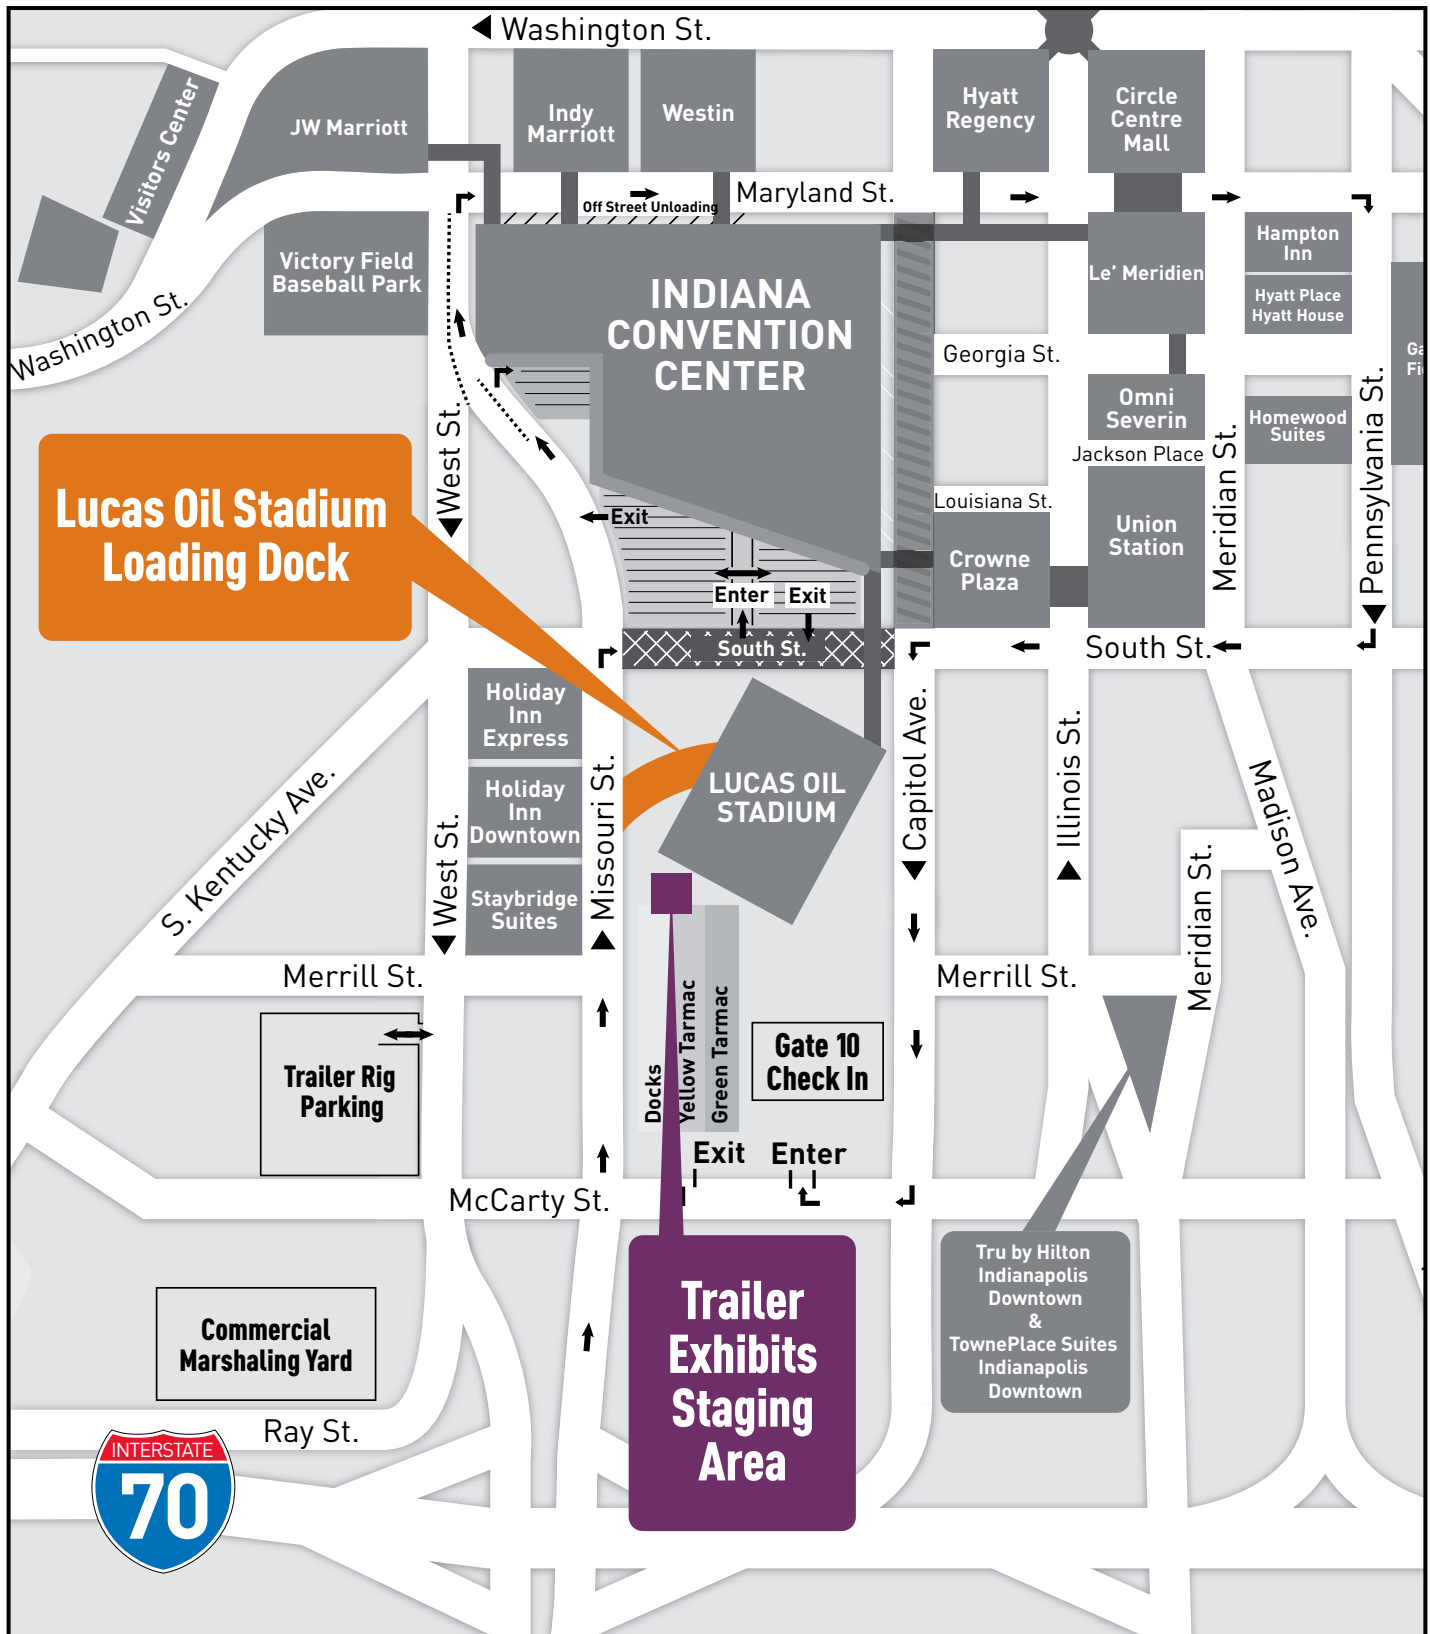 Washington St.
Visitors Center
JW Marriott
Indy
Marriott
Westin
Hyatt
Regency
Circle
Centre
Mall
Maryland St.
Off Street Unloading
Victory Field
Baseball Park
INDIANA
CONVENTION
CENTER
Le' Meridien
Hampton
Inn
Hyatt Place
Hyatt House
Washington St.
Georgia St.
Ga
Fi
Omni
Severin
Homewood
Suites
Jackson Place
West St.
Meridian St.
Pennsylvania St.
Lucas Oil Stadium
Loading Dock
Exit
Louisiana St.
Union
Station
Crowne
Plaza
Enter
Exit
South St.
South St.
Holiday
Inn
Express
Holiday
Inn
Downtown
Staybridge
Suites
LUCAS OIL
STADIUM
S. Kentucky Ave.
West St.
Missouri St.
Capitol Ave.
Illinois St.
Madison Ave.
Meridian St.
Merrill St.
Merrill St.
Trailer Rig
Parking
Docks
Yellow Tarmac
Green Tarmac
Gate 10
Check In
Exit
Enter
McCarty St.
Trailer
Exhibits
Staging
Area
Tru by Hilton
Indianapolis
Downtown
&
TownePlace Suites
Indianapolis
Downtown
Commercial
Marshaling Yard
Ray St.
INTERSTATE
70